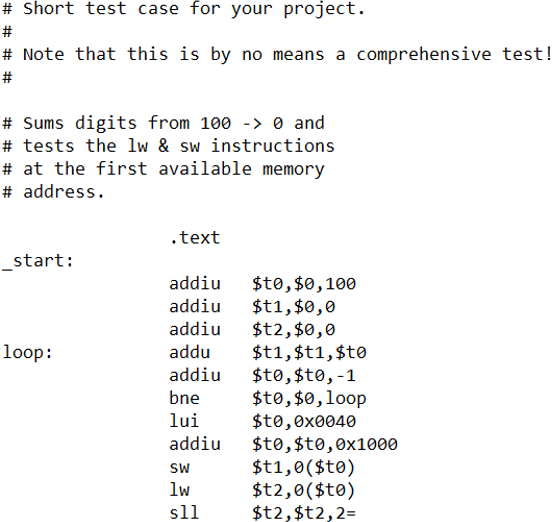 # Short test case for your project.
#
# Note that this is by no means a comprehensive test!
#
# Sums digits from 100 -> 0 and
# tests the lw & sw instructions
# at the first available memory
# address.
.text
_start:
addiu $t0,$0,100
addiu $t1,$0,0
addiu $t2,$0,0
loop: addu $t1,$t1,$t0
addiu $t0,$t0,-1
bne $t0,$0,loop
lui $t0,0x0040
addiu $t0,$t0,0x1000
sw $t1,0($t0)
lw $t2,0($t0)
sll $t2,$t2,2=